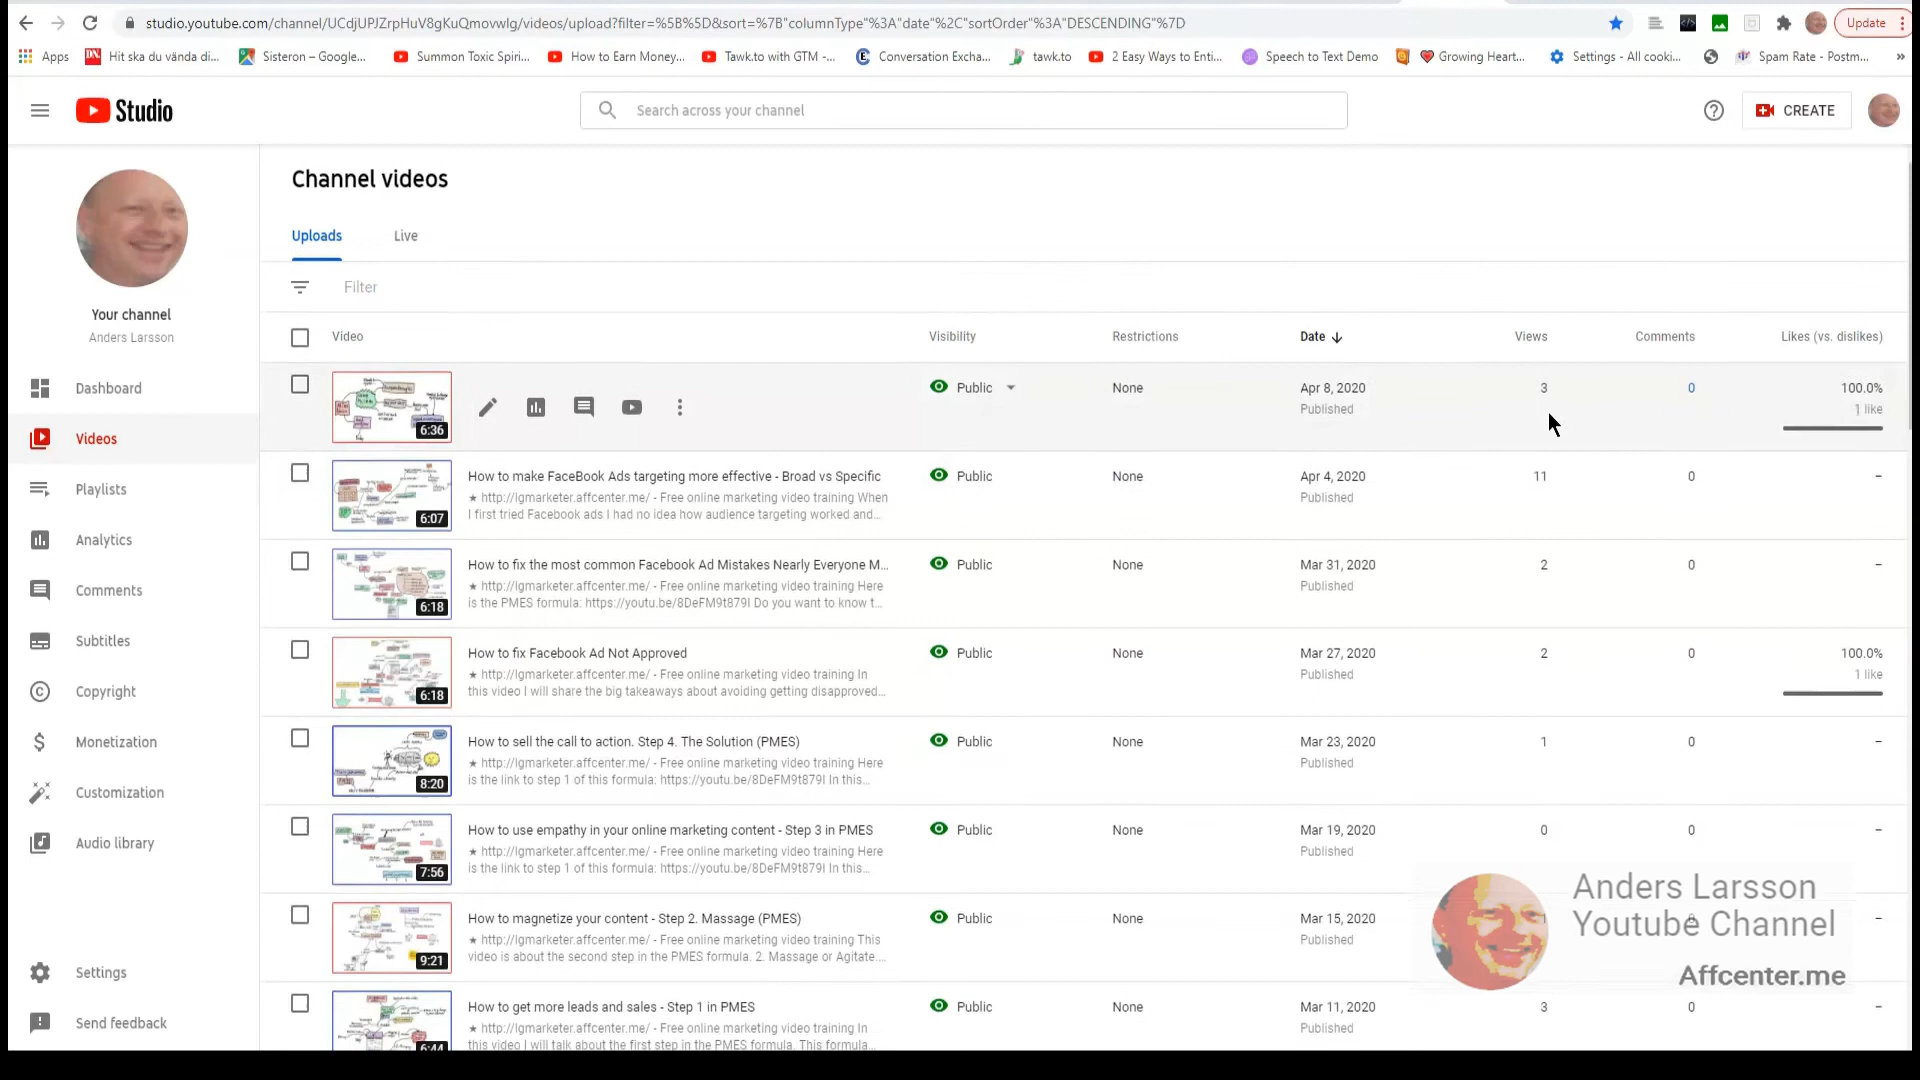 studio.youtube.com/channel/UCdjUPJZrpHuV8gKuQmovwIg/videos/upload?filter=%5B%5D&sort=%7B"columnType"%3A"date"%2C"sortOrder"%3A"DESCENDING"%7D
Update
Apps
Hit ska du vända di...
Sisteron – Google...
Summon Toxic Spiri...
How to Earn Money...
Tawk.to with GTM -...
Conversation Excha...
tawk.to
2 Easy Ways to Enti...
Speech to Text Demo
Growing Heart...
Settings - All cooki...
Spam Rate - Postm...
»
Studio
Search across your channel
CREATE
Your channel
Anders Larsson
Dashboard
Videos
Playlists
Analytics
Comments
Subtitles
Copyright
Monetization
Customization
Audio library
Settings
Send feedback
Channel videos
Uploads Live
Filter
Video Visibility Restrictions Date Views Comments Likes (vs. dislikes)
6:36 Public None Apr 8, 2020 3 0 100.0%
Published 1 like
How to make FaceBook Ads targeting more effective - Broad vs Specific Public None Apr 4, 2020 11 0 –
★ http://lgmarketer.affcenter.me/ - Free online marketing video training When Published
I first tried Facebook ads I had no idea how audience targeting worked and...
6:07
How to fix the most common Facebook Ad Mistakes Nearly Everyone M... Public None Mar 31, 2020 2 0 –
★ http://lgmarketer.affcenter.me/ - Free online marketing video training Here Published
is the PMES formula: https://youtu.be/8DeFM9t879I Do you want to know t...
6:18
How to fix Facebook Ad Not Approved Public None Mar 27, 2020 2 0 100.0%
★ http://lgmarketer.affcenter.me/ - Free online marketing video training In Published 1 like
this video I will share the big takeaways about avoiding getting disapproved...
6:18
How to sell the call to action. Step 4. The Solution (PMES) Public None Mar 23, 2020 1 0 –
★ http://lgmarketer.affcenter.me/ - Free online marketing video training Here Published
is the link to step 1 of this formula: https://youtu.be/8DeFM9t879I In this...
8:20
How to use empathy in your online marketing content - Step 3 in PMES Public None Mar 19, 2020 0 0 –
★ http://lgmarketer.affcenter.me/ - Free online marketing video training Here Published
is the link to step 1 of this formula: https://youtu.be/8DeFM9t879I In this...
7:56
How to magnetize your content - Step 2. Massage (PMES) Public None Mar 15, 2020 1 0 –
★ http://lgmarketer.affcenter.me/ - Free online marketing video training This Published
video is about the second step in the PMES formula. 2. Massage or Agitate...
9:21
How to get more leads and sales - Step 1 in PMES Public None Mar 11, 2020 3 0 –
★ http://lgmarketer.affcenter.me/ - Free online marketing video training In Published
this video I will talk about the first step in the PMES formula. This formula...
6:44
Anders Larsson
Youtube Channel
Affcenter.me